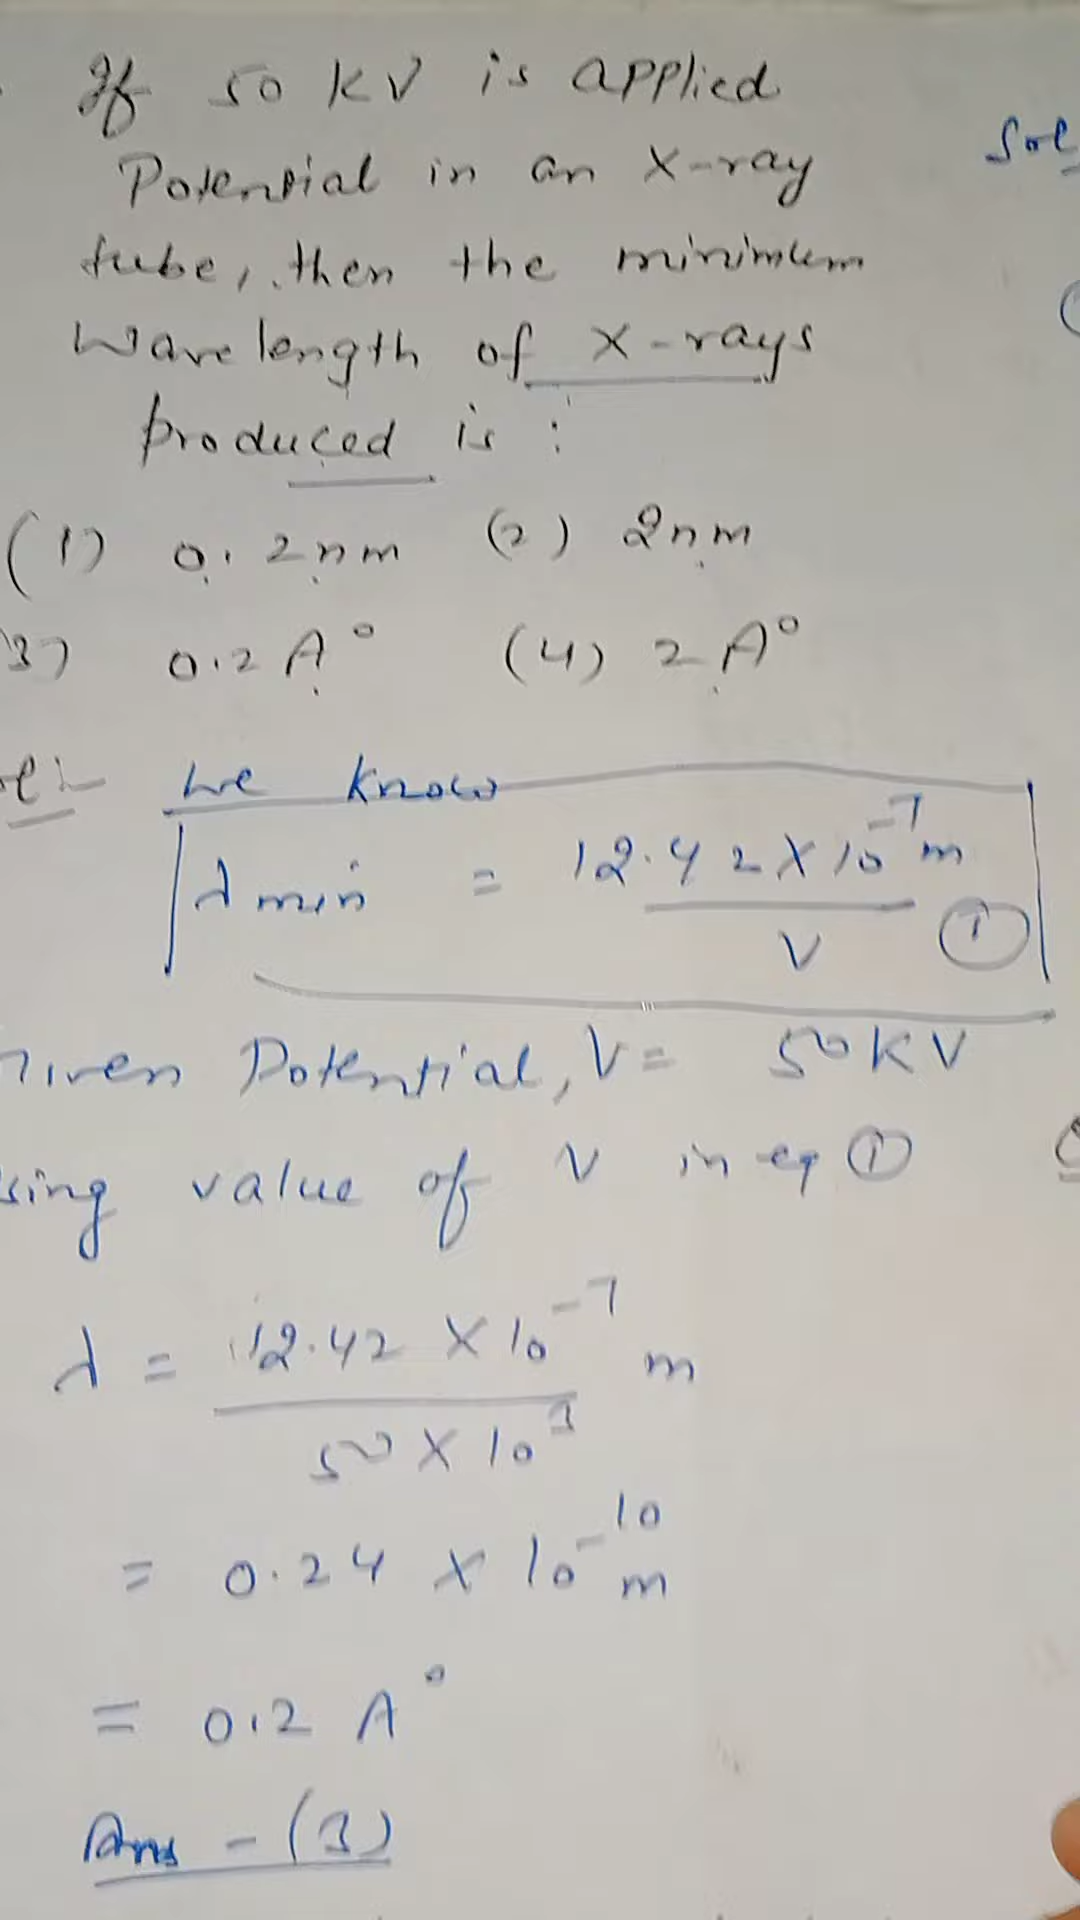 If 50 KV is applied
Potential in an X-ray
tube, then the minimum
Wavelength of X-rays
produced is :
(1) 0.2nm (2) 2nm
3) 0.2 A° (4) 2 A°
Sol
we know
λmin = 12.42 X 10⁻⁷ m / V ①
Given Potential, V = 50KV
sing value of V in eq ①
λ = 12.42 X 10⁻⁷ m / 50 X 10³
= 0.24 X 10⁻¹⁰ m
= 0.2 A°
Ans - (3)